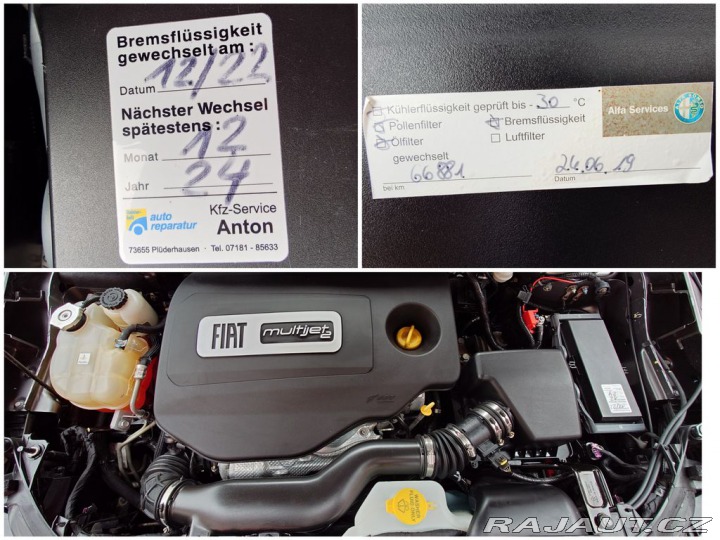 Bremsflüssigkeit
gewechselt am :
12/22
Datum
Nächster Wechsel
spätestens :
Monat 12
Jahr 24
auto
reparatur
Kfz-Service
Anton
73655 Plüderhausen · Tel. 07181 - 85633
Kühlerflüssigkeit geprüft bis - 30 °C
Pollenfilter Bremsflüssigkeit
Ölfilter Luftfilter
gewechselt
66881 24.06.19
bei km. Datum
Alfa Services
FIAT multijet 2
RAJAUT.CZ